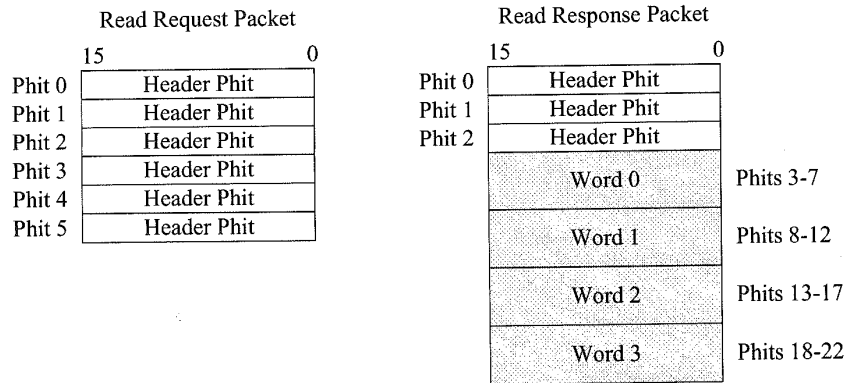 Read Request Packet
15 0
Phit 0 Header Phit
Phit 1 Header Phit
Phit 2 Header Phit
Phit 3 Header Phit
Phit 4 Header Phit
Phit 5 Header Phit
Read Response Packet
15 0
Phit 0 Header Phit
Phit 1 Header Phit
Phit 2 Header Phit
Word 0 Phits 3-7
Word 1 Phits 8-12
Word 2 Phits 13-17
Word 3 Phits 18-22